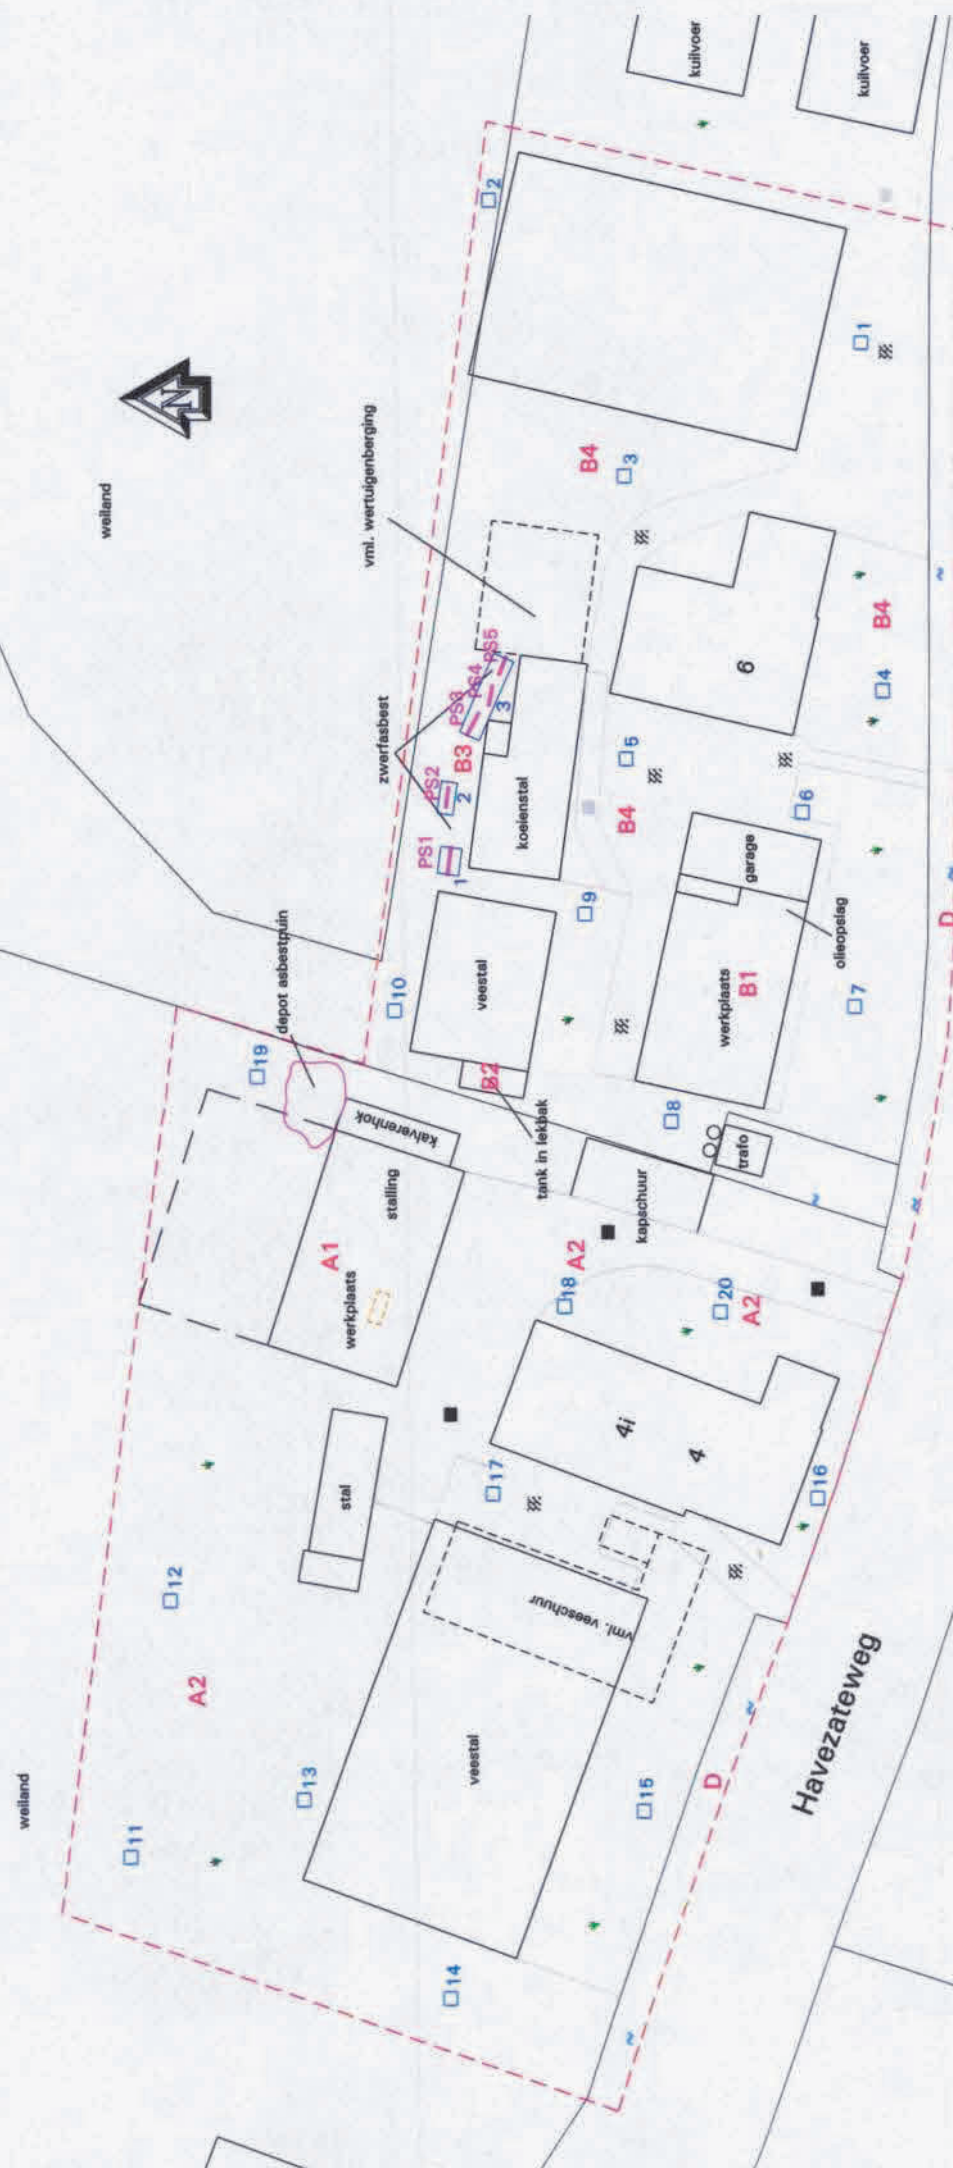 kuilvoer
kuilvoer
2
1
N
weiland
vml. wertuigenberging
B4
3
zwerfasbest
PS5
PS4
PS3
3
B3
PS2
2
PS1
1
koeienstal
6
B4
4
5
B4
6
garage
olieopslag
9
veestal
10
werkplaats
B1
7
D
depot asbestpuin
19
B2
tank in lekbak
8
trafo
kalverenhok
stalling
A1
werkplaats
kapschuur
A2
18
20
A2
4i
4
16
17
stal
12
A2
vml. veeschuur
veestal
13
11
weiland
15
D
Havezateweg
14